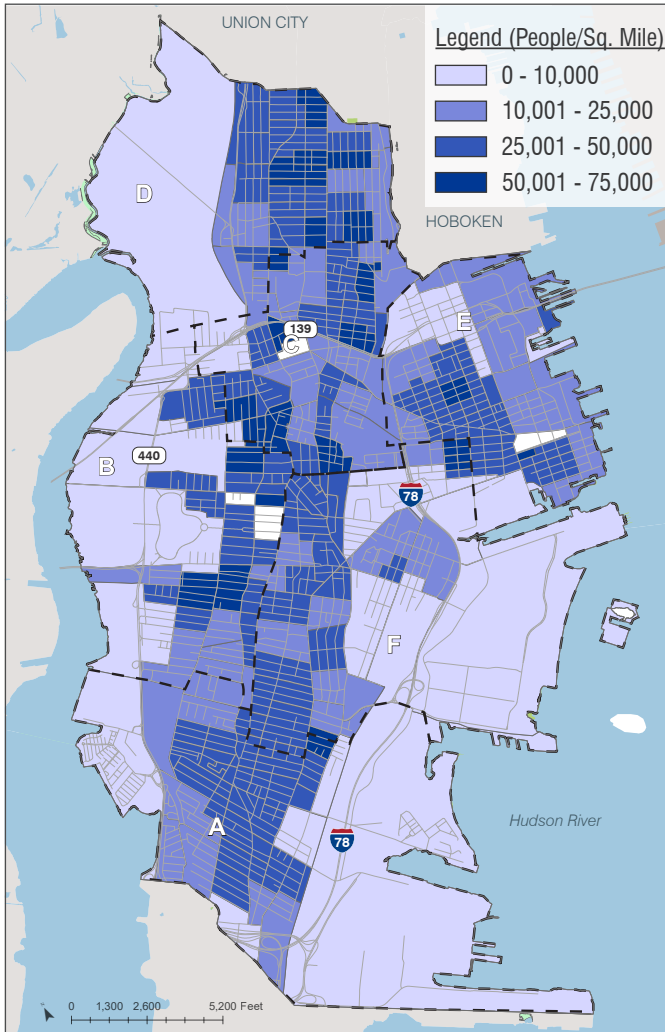 UNION CITY
Legend (People/Sq. Mile)
0 - 10,000
10,001 - 25,000
25,001 - 50,000
50,001 - 75,000
D
HOBOKEN
E
139
C
440
B
78
F
Hudson River
A
78
0 1,300 2,600 5,200 Feet